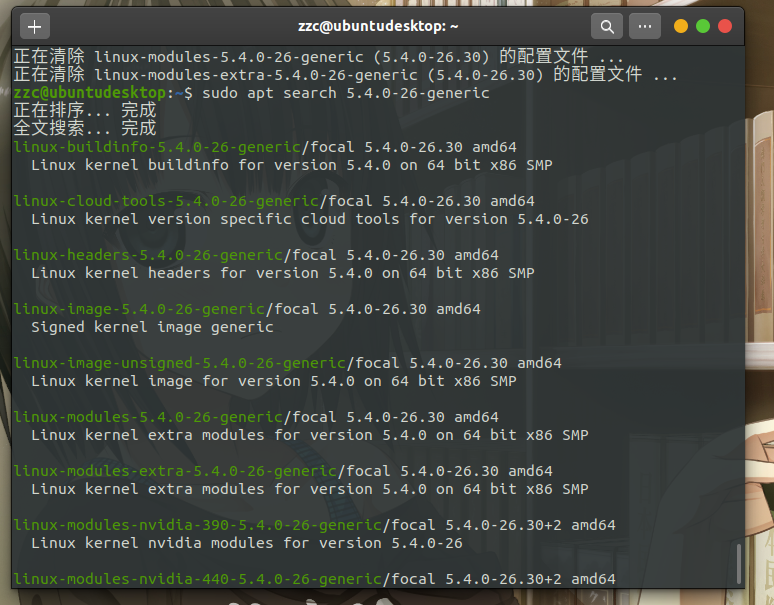 zzc@ubuntudesktop: ~
正在清除 linux-modules-5.4.0-26-generic (5.4.0-26.30) 的配置文件 ...
正在清除 linux-modules-extra-5.4.0-26-generic (5.4.0-26.30) 的配置文件 ...
zzc@ubuntudesktop:~$ sudo apt search 5.4.0-26-generic
正在排序... 完成
全文搜索... 完成
linux-buildinfo-5.4.0-26-generic/focal 5.4.0-26.30 amd64
Linux kernel buildinfo for version 5.4.0 on 64 bit x86 SMP
linux-cloud-tools-5.4.0-26-generic/focal 5.4.0-26.30 amd64
Linux kernel version specific cloud tools for version 5.4.0-26
linux-headers-5.4.0-26-generic/focal 5.4.0-26.30 amd64
Linux kernel headers for version 5.4.0 on 64 bit x86 SMP
linux-image-5.4.0-26-generic/focal 5.4.0-26.30 amd64
Signed kernel image generic
linux-image-unsigned-5.4.0-26-generic/focal 5.4.0-26.30 amd64
Linux kernel image for version 5.4.0 on 64 bit x86 SMP
linux-modules-5.4.0-26-generic/focal 5.4.0-26.30 amd64
Linux kernel extra modules for version 5.4.0 on 64 bit x86 SMP
linux-modules-extra-5.4.0-26-generic/focal 5.4.0-26.30 amd64
Linux kernel extra modules for version 5.4.0 on 64 bit x86 SMP
linux-modules-nvidia-390-5.4.0-26-generic/focal 5.4.0-26.30+2 amd64
Linux kernel nvidia modules for version 5.4.0-26
linux-modules-nvidia-440-5.4.0-26-generic/focal 5.4.0-26.30+2 amd64